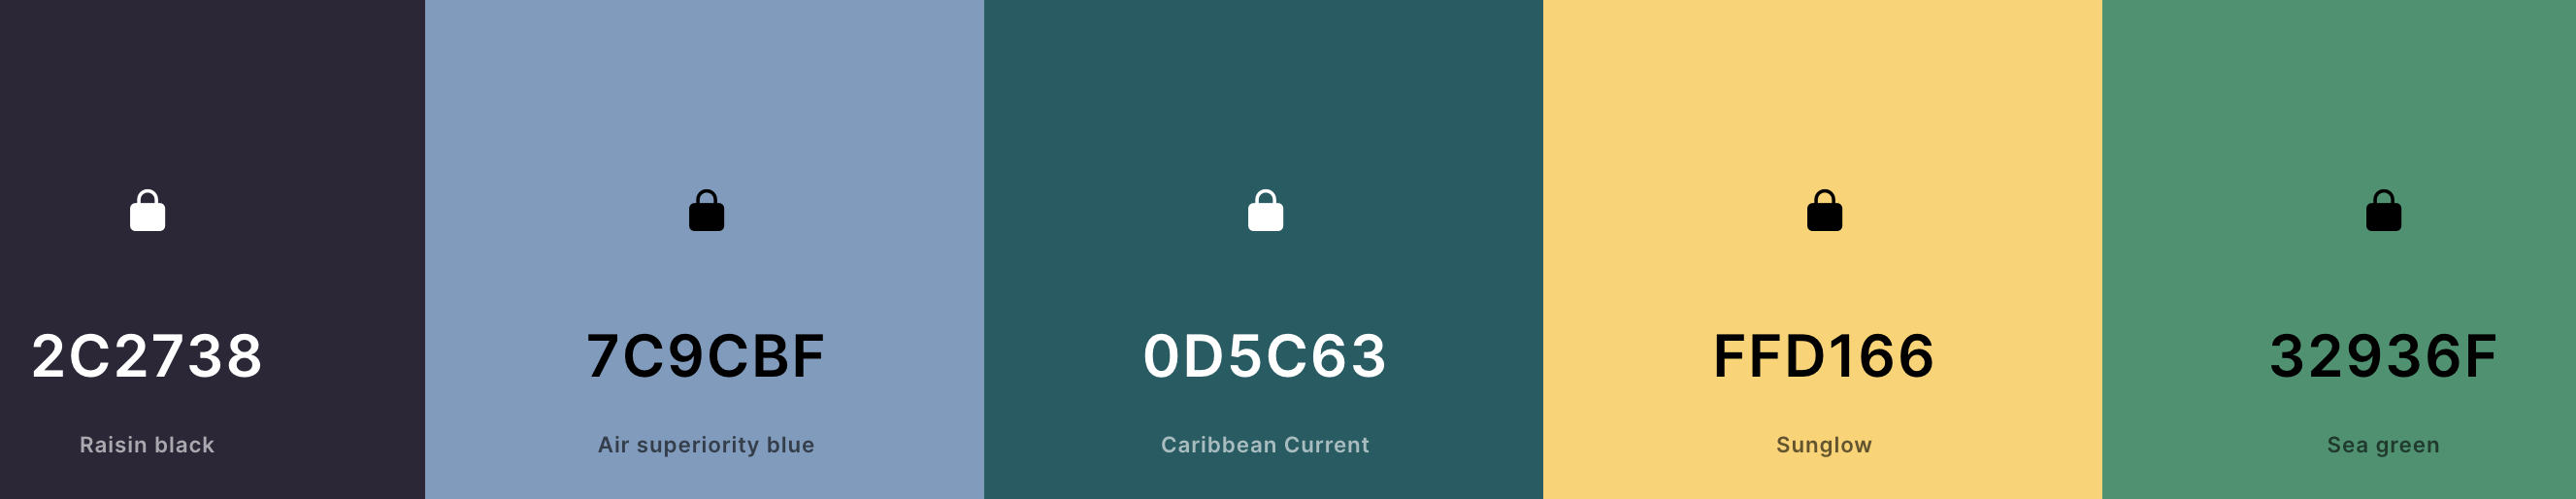 2C2738
Raisin black
7C9CBF
Air superiority blue
0D5C63
Caribbean Current
FFD166
Sunglow
32936F
Sea green